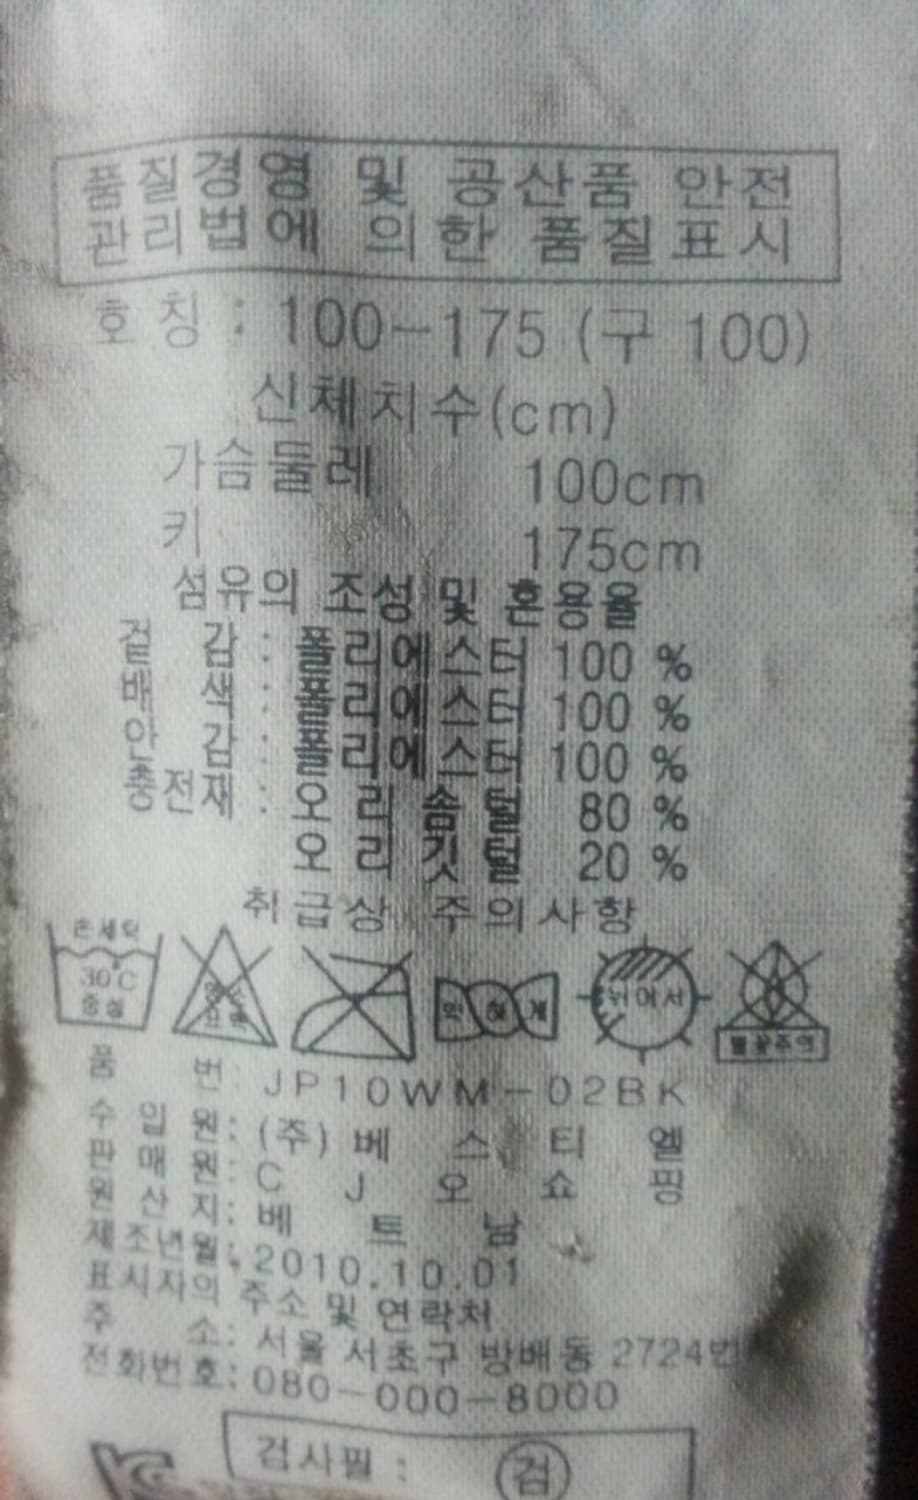 품질경영 및 공산품 안전
관리법에 의한 품질표시
호 칭 : 100-175 (구 100)
신체치수(cm)
가슴둘레 100cm
키 175cm
섬유의 조성 및 혼용율
겉 감 : 폴리에스터 100 %
배 색 : 폴리에스터 100 %
안 감 : 폴리에스터 100 %
충전재 : 오리 솜털 80 %
오리 깃털 20 %
취급상 주의사항
손세탁 30°C 중성 염소표백 약하게 뉘어서 불꽃주의
품 번 : JP10WM-02BK
수 입 원 : (주) 베 스 티 엘
판 매 원 : C J 오 쇼 핑
원 산 지 : 베 트 남
제조년월 : 2010.10.01
표시자의 주소 및 연락처
주 소 : 서울 서초구 방배동 2724번
전화번호 : 080-000-8000
검사필 : 검